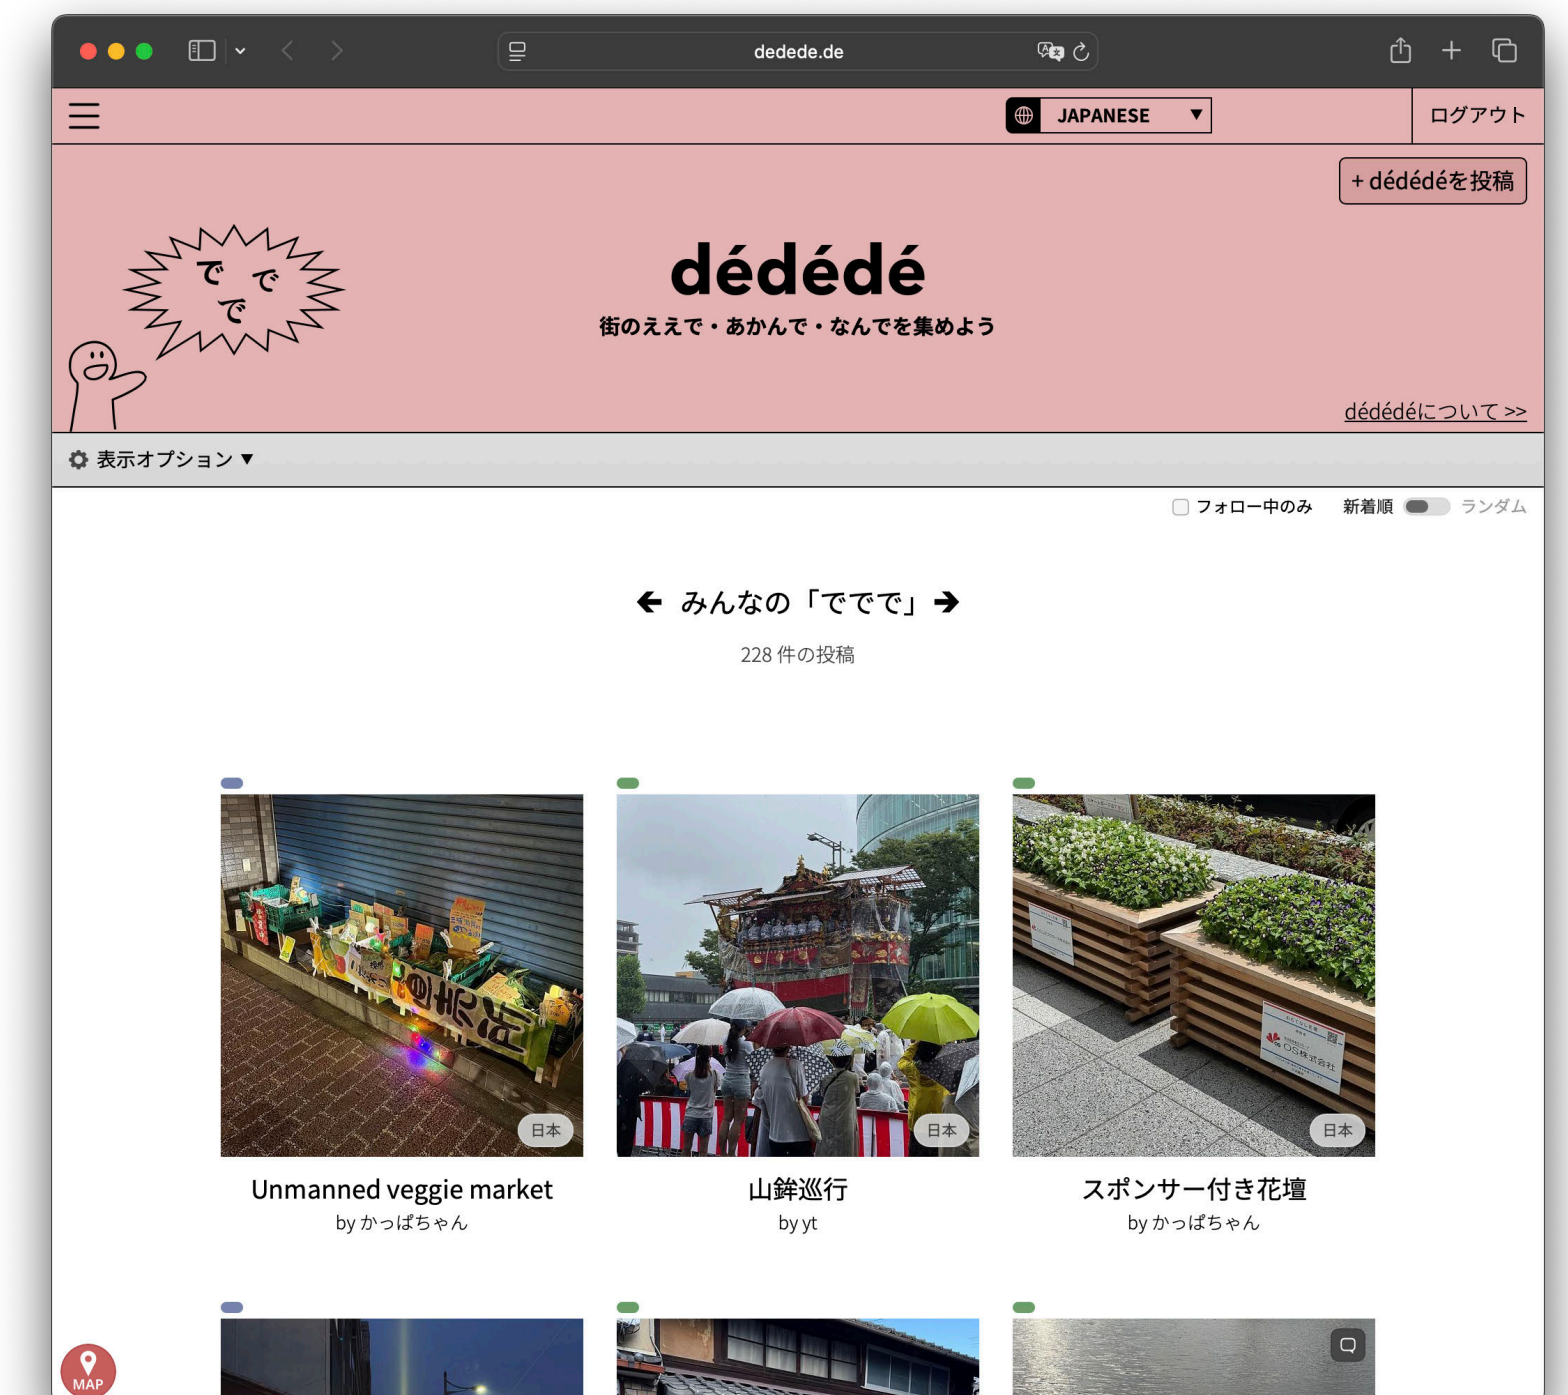 dedede.de
JAPANESE ▼
ログアウト
+ dédédéを投稿
で で
で
dédédé
街のええで・あかんで・なんでを集めよう
dédédéについて >>
表示オプション ▼
フォロー中のみ 新着順 ランダム
← みんなの「ででで」→
228 件の投稿
OS株式会社
日本
日本
日本
Unmanned veggie market
山鉾巡行
スポンサー付き花壇
by かっぱちゃん
by yt
by かっぱちゃん
MAP